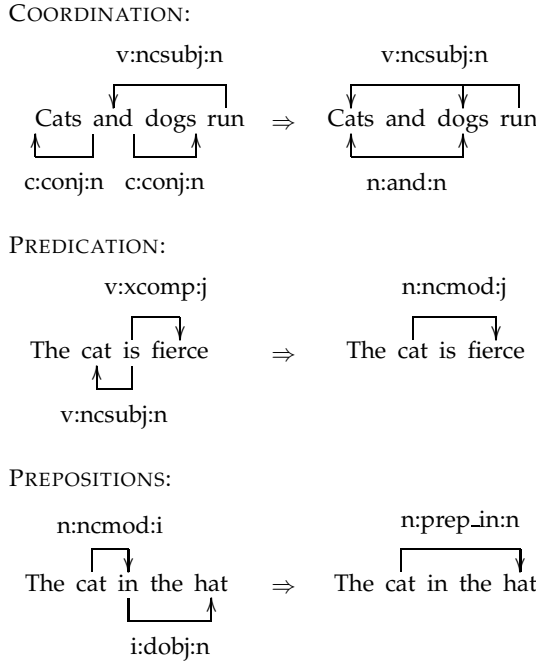 COORDINATION:
v:ncsubj:n v:ncsubj:n
Cats and dogs run ⇒ Cats and dogs run
c:conj:n c:conj:n n:and:n
PREDICATION:
v:xcomp:j n:ncmod:j
The cat is fierce ⇒ The cat is fierce
v:ncsubj:n
PREPOSITIONS:
n:ncmod:i n:prep_in:n
The cat in the hat ⇒ The cat in the hat
i:dobj:n